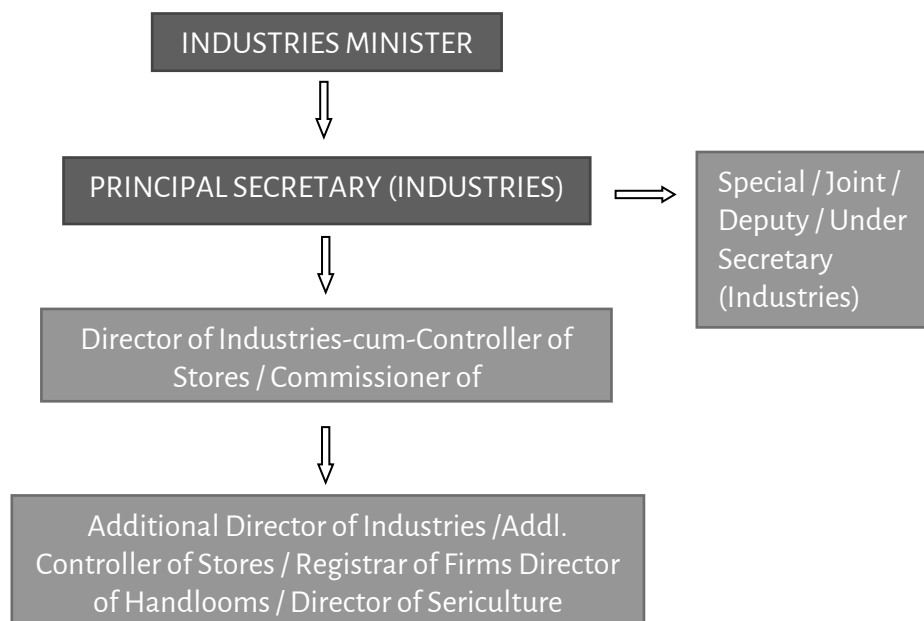 INDUSTRIES MINISTER
PRINCIPAL SECRETARY (INDUSTRIES)
Special / Joint /
Deputy / Under
Secretary
(Industries)
Director of Industries-cum-Controller of
Stores / Commissioner of
Additional Director of Industries /Addl.
Controller of Stores / Registrar of Firms Director
of Handlooms / Director of Sericulture